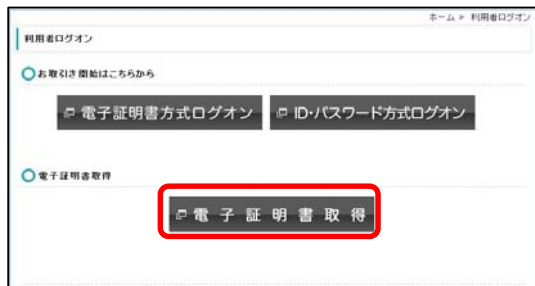 ホーム > 利用者ログオン
利用者ログオン
お取引き開始はこちらから
電子証明書方式ログオン ID・パスワード方式ログオン
電子証明書取得
電子証明書取得